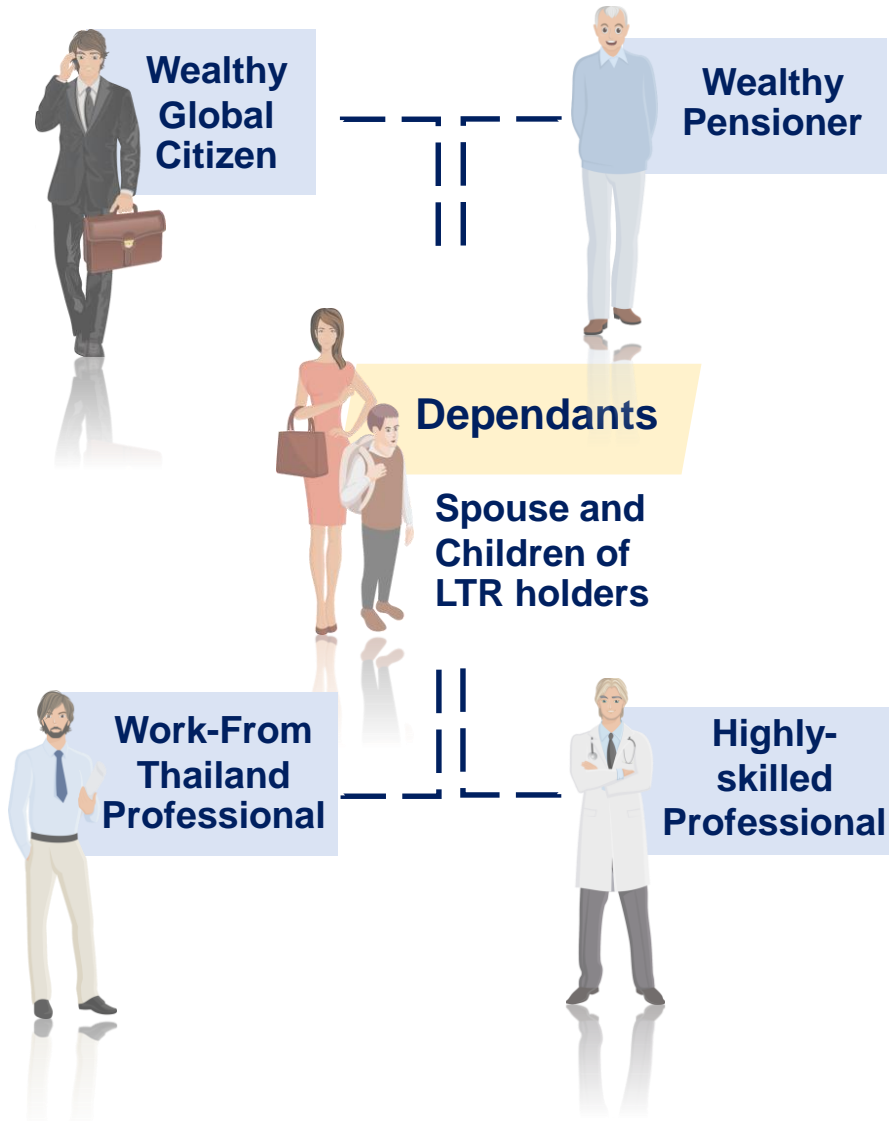 Wealthy
Global
Citizen
Wealthy
Pensioner
Dependants
Spouse and
Children of
LTR holders
Work-From
Thailand
Professional
Highly-
skilled
Professional